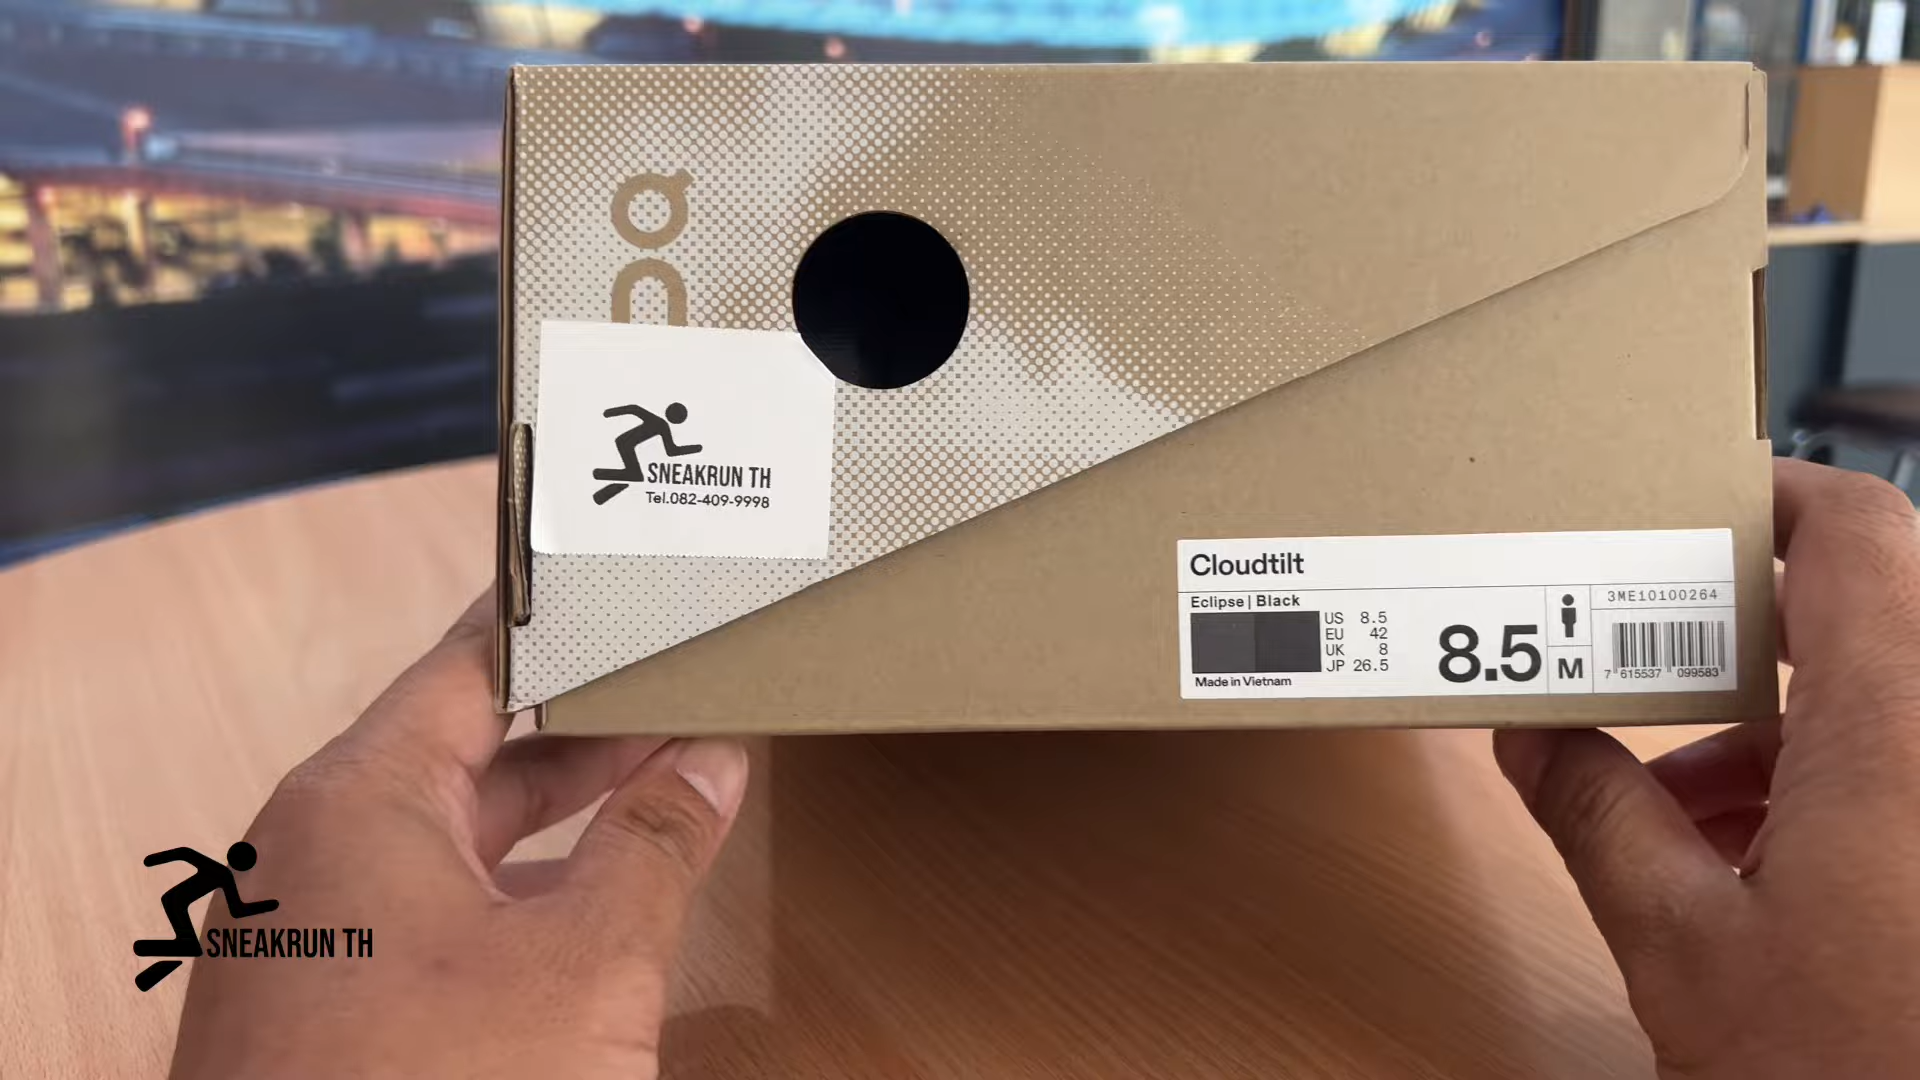 SNEAKRUN TH
Tel.082-409-9998
Cloudtilt
Eclipse | Black
US 8.5
EU 42
UK 8
JP 26.5
Made in Vietnam
8.5
M
3ME10100264
7 615537 099583
SNEAKRUN TH